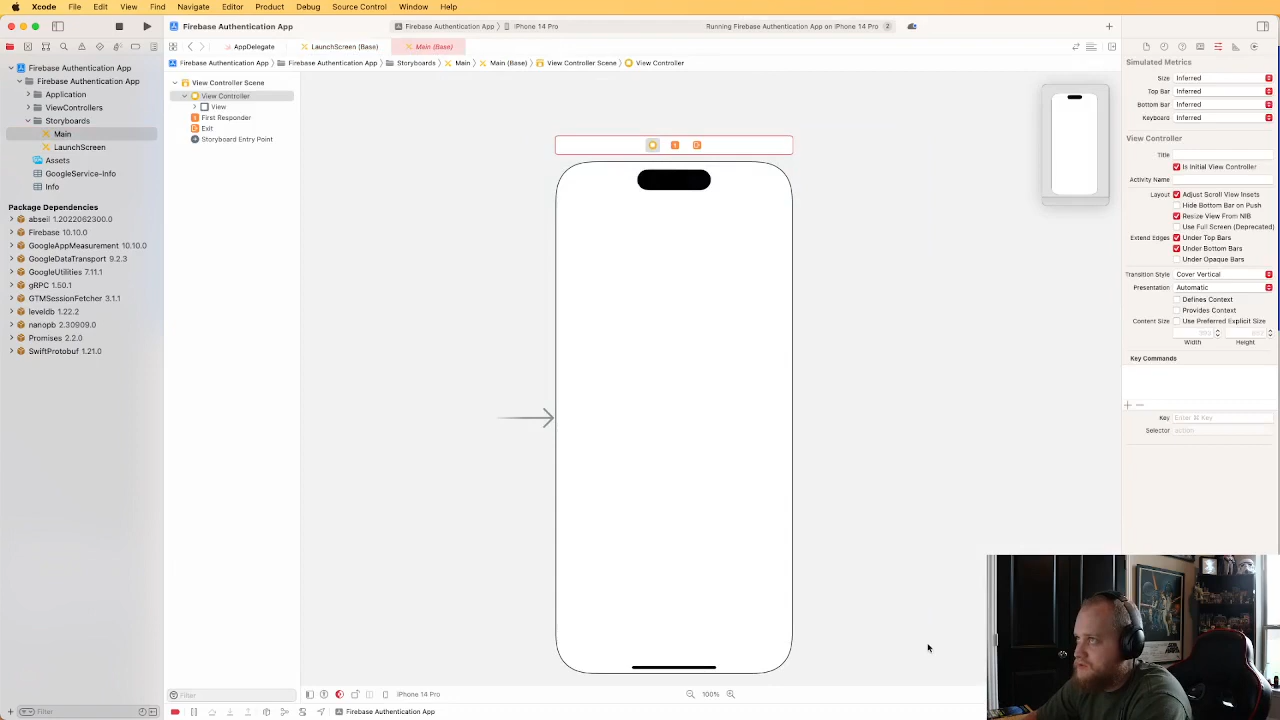 Xcode File Edit View Find Navigate Editor Product Debug Source Control Window Help
Firebase Authentication App
Firebase Authentication App iPhone 14 Pro
Running Firebase Authentication App on iPhone 14 Pro 2
AppDelegate
LaunchScreen (Base)
Main (Base)
Firebase Authentication App
Firebase Authentication App
Storyboards
Main
Main (Base)
View Controller Scene
View Controller
Firebase Authentication App
Firebase Authentication App
Application
ViewControllers
Storyboards
Main
LaunchScreen
Assets
GoogleService-Info
Info
Package Dependencies
abseil 1.2022062300.0
Firebase 10.10.0
GoogleAppMeasurement 10.10.0
GoogleDataTransport 9.2.3
GoogleUtilities 7.11.1
gRPC 1.50.1
GTMSessionFetcher 3.1.1
leveldb 1.22.2
nanopb 2.30909.0
Promises 2.2.0
SwiftProtobuf 1.21.0
Filter
View Controller Scene
View Controller
View
First Responder
Exit
Storyboard Entry Point
Filter
1
iPhone 14 Pro
100%
Firebase Authentication App
Simulated Metrics
Size Inferred
Top Bar Inferred
Bottom Bar Inferred
Keyboard Inferred
View Controller
Title
Is Initial View Controller
Activity Name
Layout Adjust Scroll View Insets
Hide Bottom Bar on Push
Resize View From NIB
Use Full Screen (Deprecated)
Extend Edges Under Top Bars
Under Bottom Bars
Under Opaque Bars
Transition Style Cover Vertical
Presentation Automatic
Defines Context
Provides Context
Content Size Use Preferred Explicit Size
Width Height
Key Commands
Key Enter ⌘ Key
Selector action